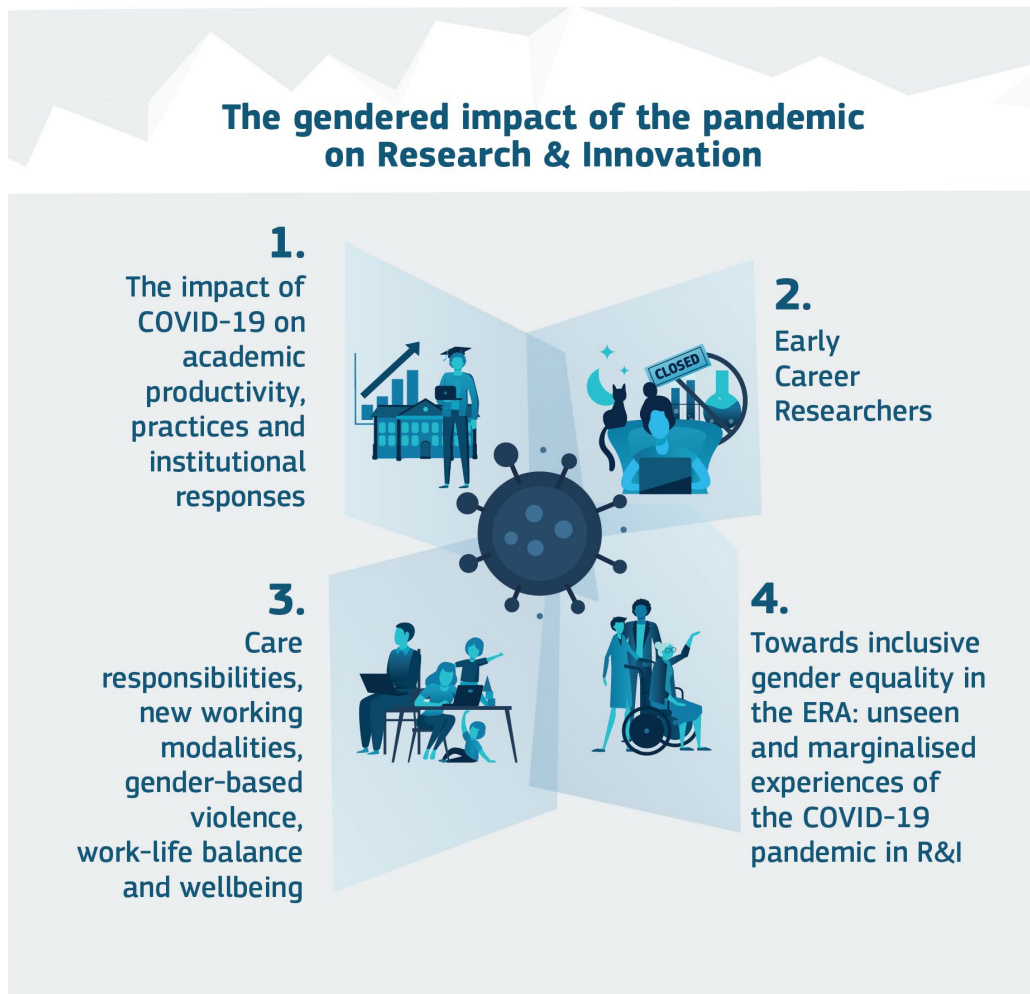 The gendered impact of the pandemic
on Research & Innovation
1.
The impact of
COVID-19 on
academic
productivity,
practices and
institutional
responses
2.
Early
Career
Researchers
CLOSED
3.
Care
responsibilities,
new working
modalities,
gender-based
violence,
work-life balance
and wellbeing
4.
Towards inclusive
gender equality in
the ERA: unseen
and marginalised
experiences of
the COVID-19
pandemic in R&I